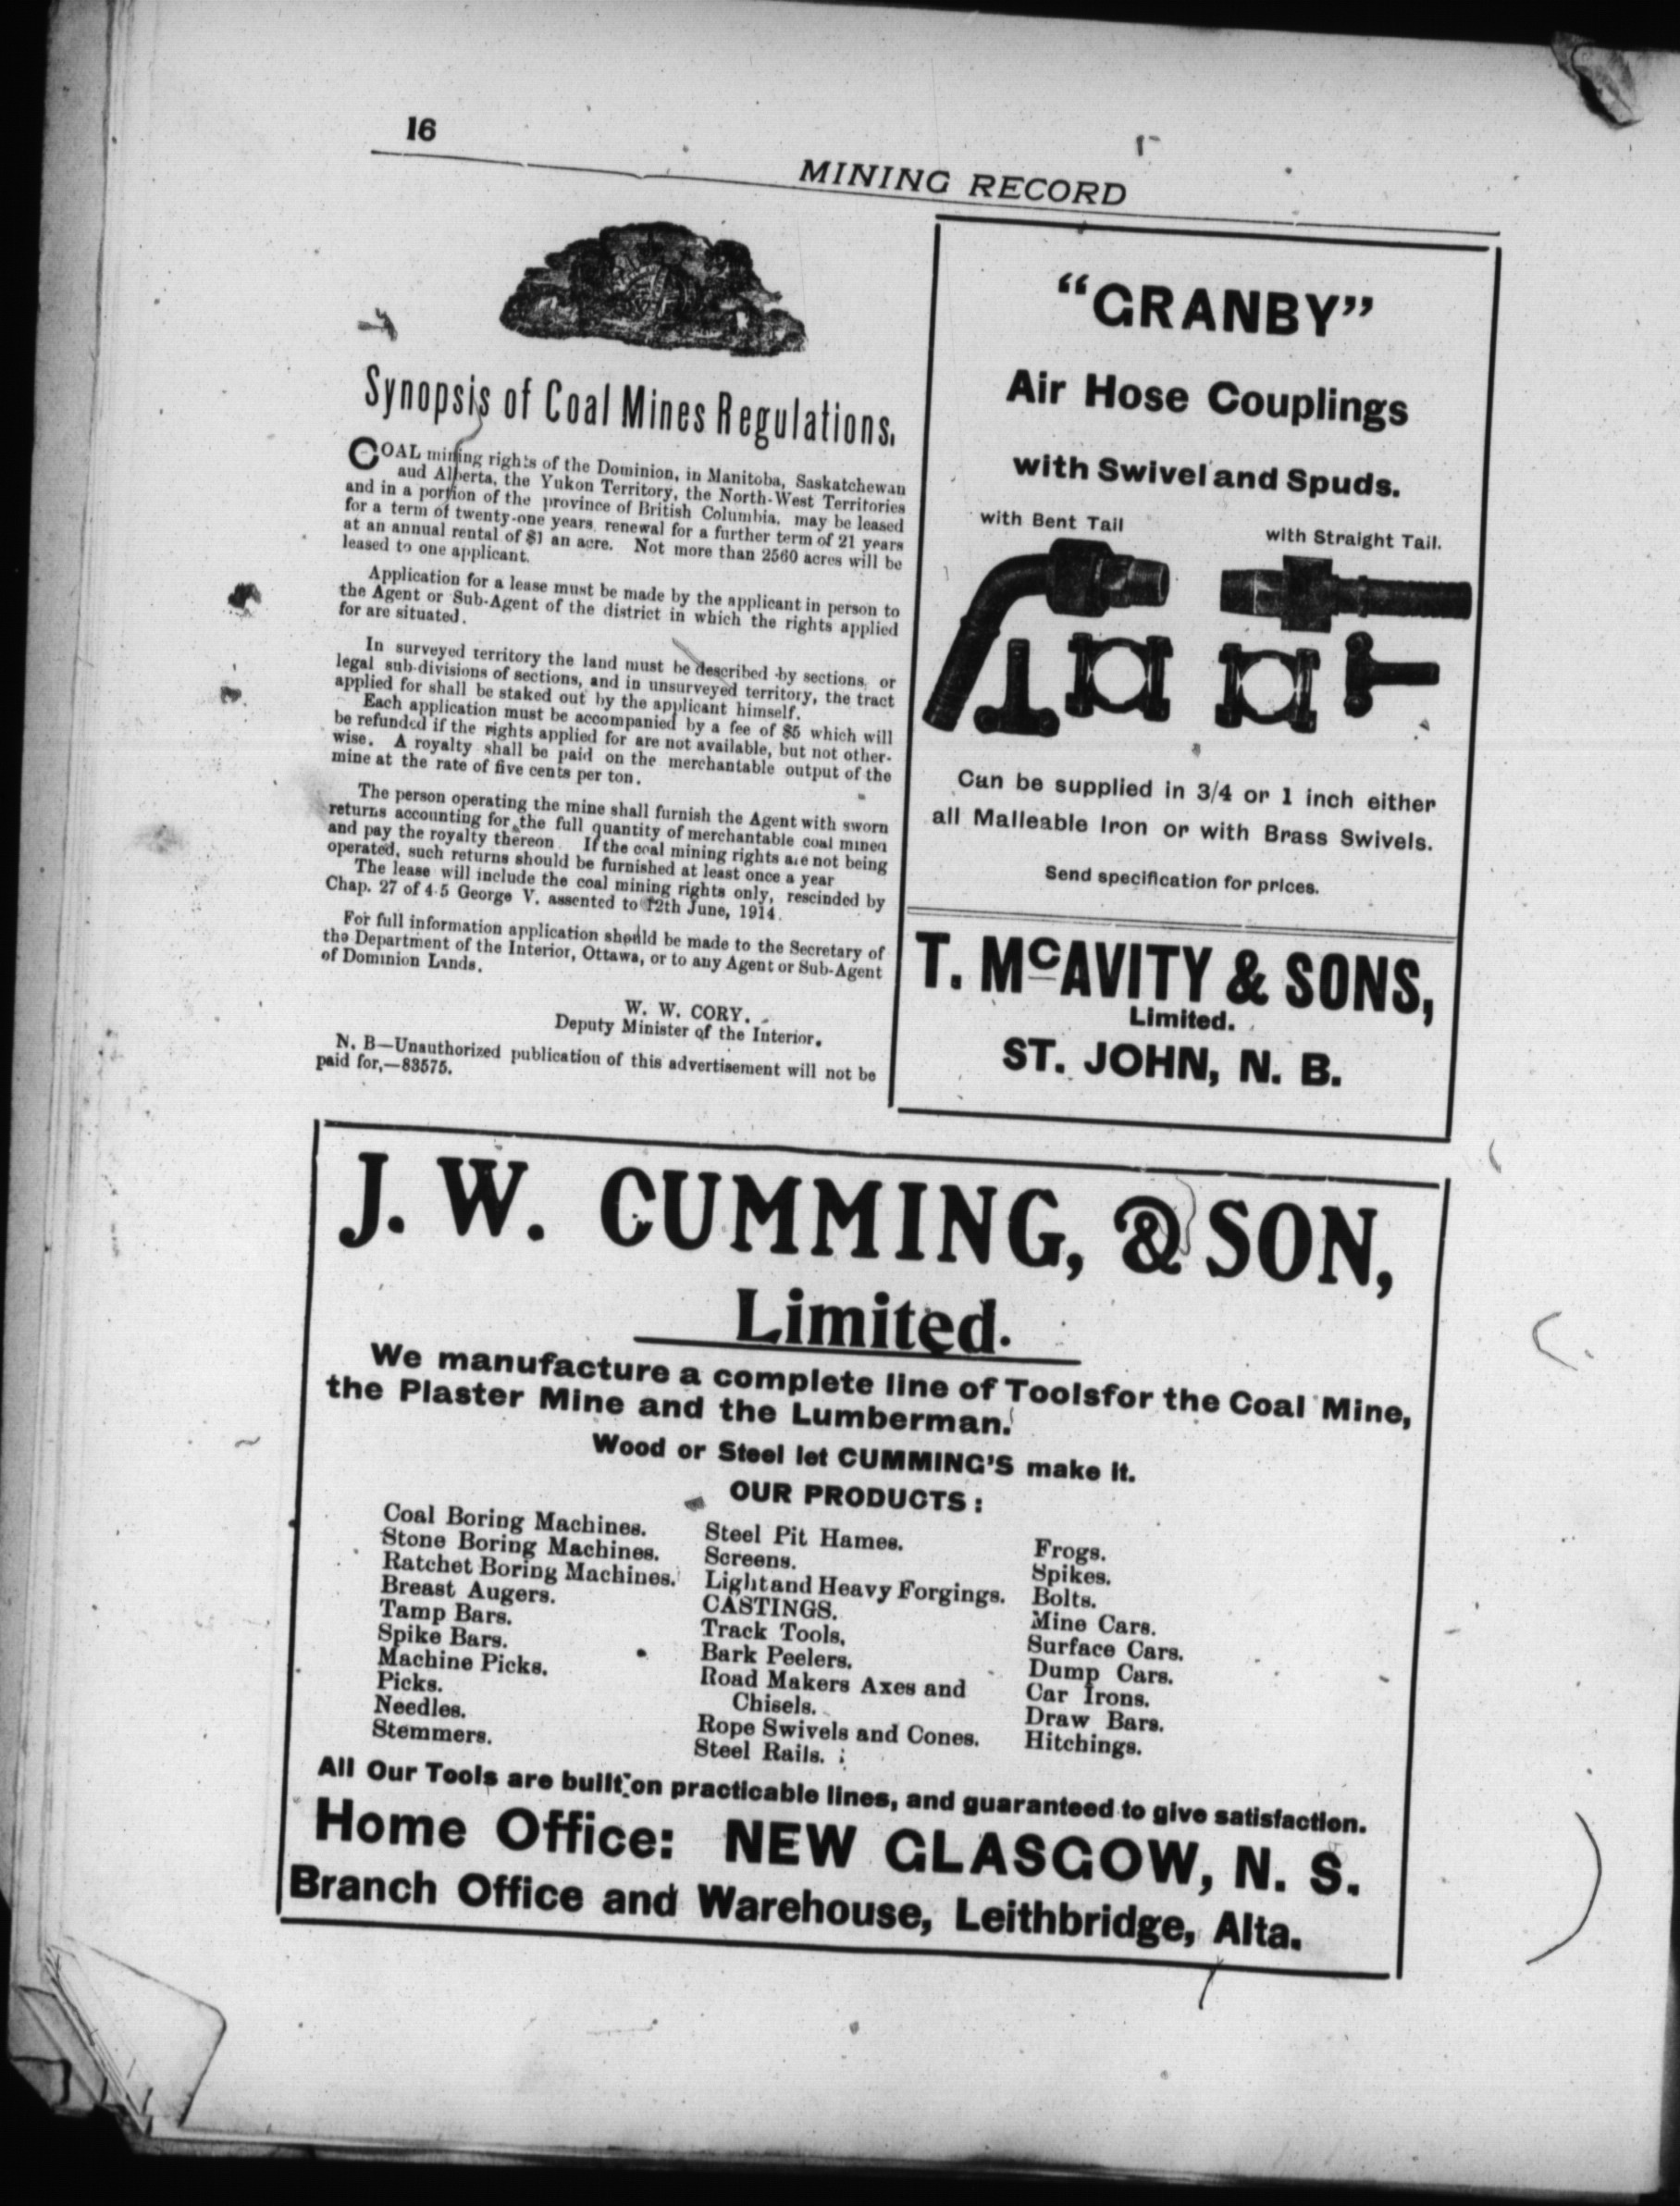 16
MINING RECORD
Synopsis of Coal Mines Regulations.
COAL mining rights of the Dominion, in Manitoba, Saskatchewan
aud Alberta, the Yukon Territory, the North-West Territories
and in a portion of the province of British Columbia, may be leased
for a term of twenty-one years, renewal for a further term of 21 years
at an annual rental of $1 an acre. Not more than 2560 acres will be
leased to one applicant.
Application for a lease must be made by the applicant in person to
the Agent or Sub-Agent of the district in which the rights applied
for are situated.
In surveyed territory the land must be described by sections, or
legal sub-divisions of sections, and in unsurveyed territory, the tract
applied for shall be staked out by the applicant himself.
Each application must be accompanied by a fee of $5 which will
be refunded if the rights applied for are not available, but not other-
wise. A royalty shall be paid on the merchantable output of the
mine at the rate of five cents per ton.
The person operating the mine shall furnish the Agent with sworn
returns accounting for the full quantity of merchantable coal mined
and pay the royalty thereon. If the coal mining rights are not being
operated, such returns should be furnished at least once a year
The lease will include the coal mining rights only, rescinded by
Chap. 27 of 4-5 George V. assented to 12th June, 1914.
For full information application should be made to the Secretary of
the Department of the Interior, Ottawa, or to any Agent or Sub-Agent
of Dominion Lands.
W. W. CORY.
Deputy Minister of the Interior.
N. B—Unauthorized publication of this advertisement will not be
paid for,—83575.
"GRANBY"
Air Hose Couplings
with Swivel and Spuds.
with Bent Tail
with Straight Tail.
Can be supplied in 3/4 or 1 inch either
all Malleable Iron or with Brass Swivels.
Send specification for prices.
T. McAVITY & SONS,
Limited.
ST. JOHN, N. B.
J. W. CUMMING, & SON,
Limited.
We manufacture a complete line of Toolsfor the Coal Mine,
the Plaster Mine and the Lumberman.
Wood or Steel let CUMMING'S make it.
OUR PRODUCTS:
Coal Boring Machines.
Stone Boring Machines.
Ratchet Boring Machines.
Breast Augers.
Tamp Bars.
Spike Bars.
Machine Picks.
Picks.
Needles.
Stemmers.
Steel Pit Hames.
Screens.
Light and Heavy Forgings.
CASTINGS.
Track Tools,
Bark Peelers.
Road Makers Axes and
Chisels.
Rope Swivels and Cones.
Steel Rails.
Frogs.
Spikes.
Bolts.
Mine Cars.
Surface Cars.
Dump Cars.
Car Irons.
Draw Bars.
Hitchings.
All Our Tools are built on practicable lines, and guaranteed to give satisfaction.
Home Office: NEW GLASGOW, N. S.
Branch Office and Warehouse, Leithbridge, Alta.